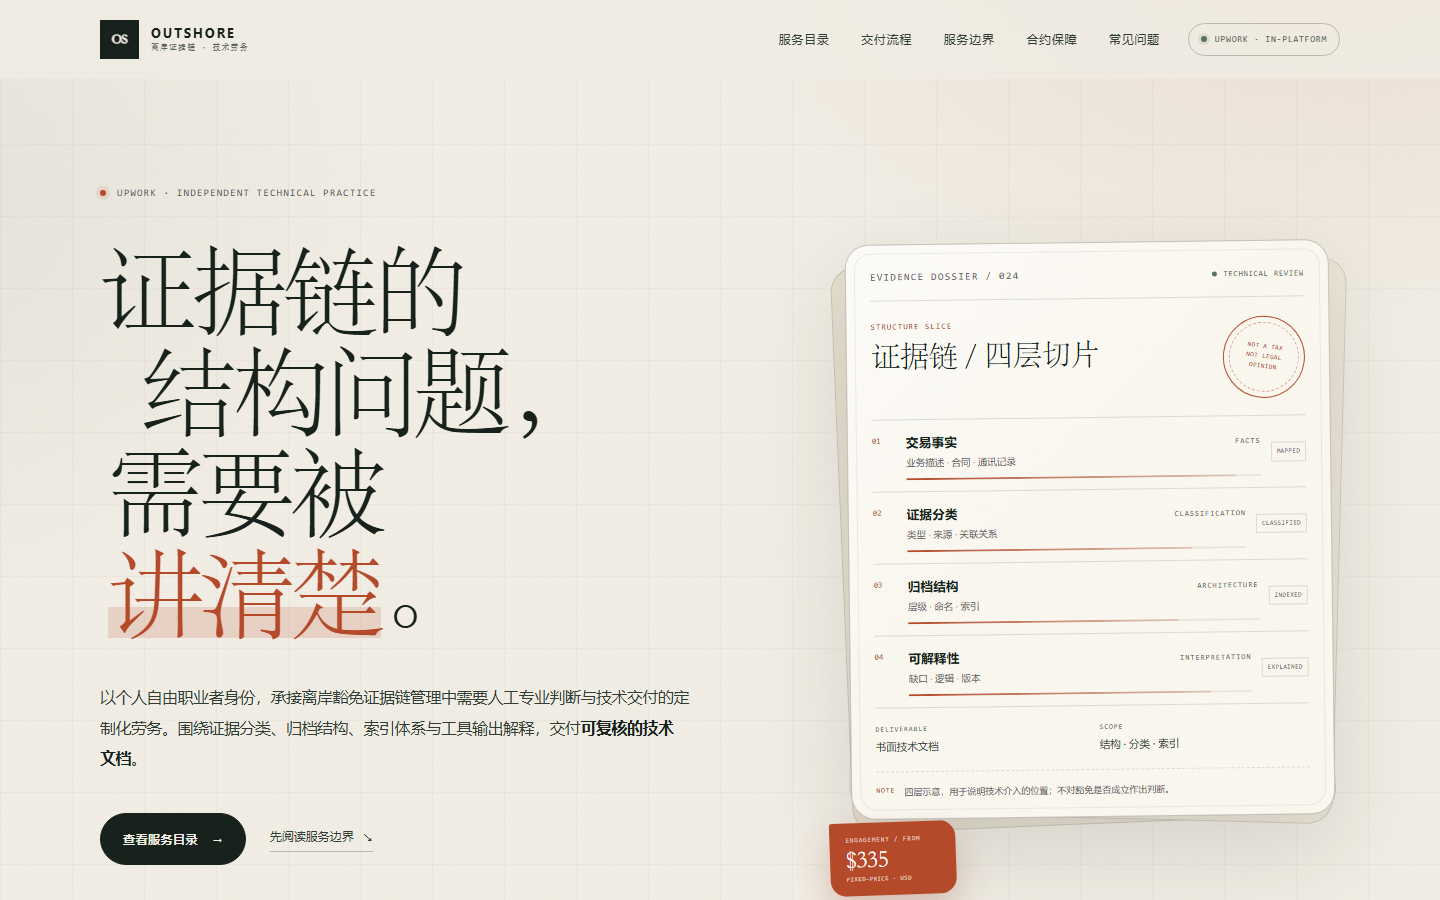 OS
OUTSHORE
离岸证据链 · 技术劳务
服务目录
交付流程
服务边界
合约保障
常见问题
UPWORK · IN-PLATFORM
UPWORK · INDEPENDENT TECHNICAL PRACTICE
证据链的
结构问题，
需要被
讲清楚。
以个人自由职业者身份，承接离岸豁免证据链管理中需要人工专业判断与技术交付的定
制化劳务。围绕证据分类、归档结构、索引体系与工具输出解释，交付可复核的技术
文档。
查看服务目录 →
先阅读服务边界 ↘
EVIDENCE DOSSIER / 024
TECHNICAL REVIEW
STRUCTURE SLICE
证据链 / 四层切片
NOT A TAX
NOT LEGAL
OPINION
01
交易事实
业务描述 · 合同 · 通讯记录
FACTS
MAPPED
02
证据分类
类型 · 来源 · 关联关系
CLASSIFICATION
CLASSIFIED
03
归档结构
层级 · 命名 · 索引
ARCHITECTURE
INDEXED
04
可解释性
缺口 · 逻辑 · 版本
INTERPRETATION
EXPLAINED
DELIVERABLE
书面技术文档
SCOPE
结构 · 分类 · 索引
NOTE 四层示意，用于说明技术介入的位置；不对豁免是否成立作出判断。
ENGAGEMENT / FROM
$335
FIXED-PRICE · USD